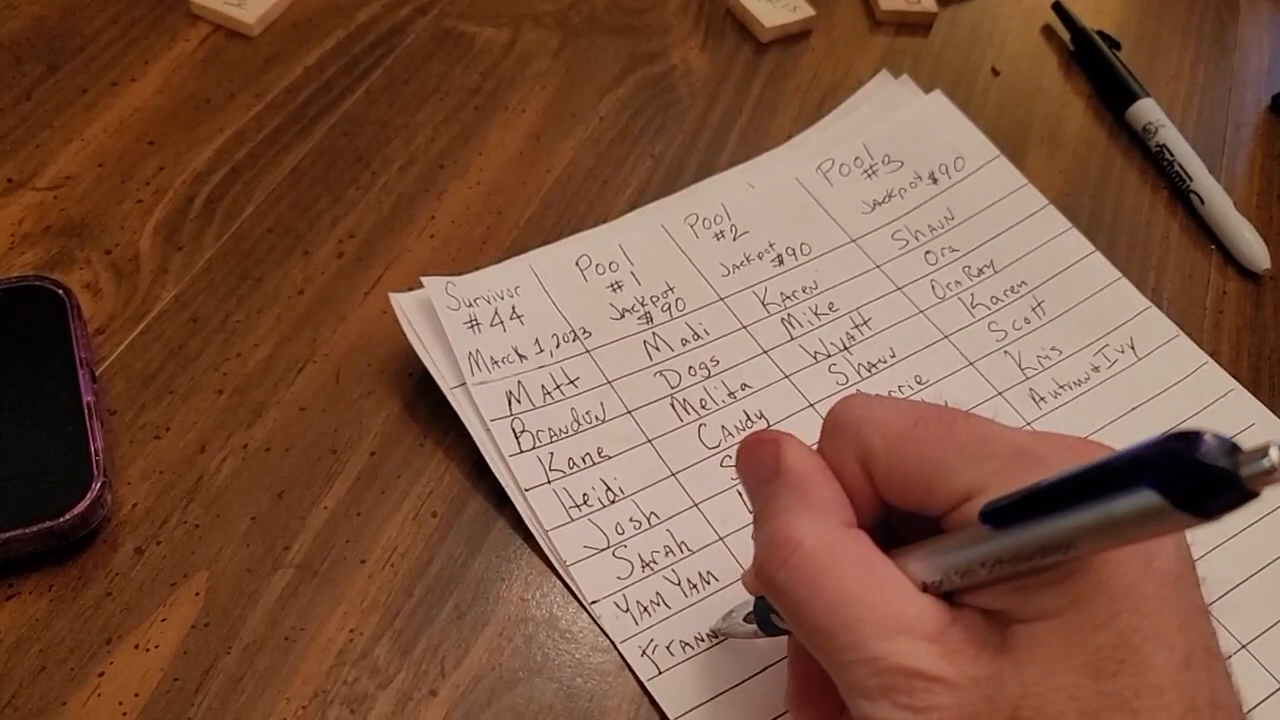 Survivor
#44
March 1, 2023
Pool
#1
Jackpot
$90
Pool
#2
Jackpot
$90
Pool
#3
Jackpot $90
Matt Madi Karen Shaun
Brandon Dogs Mike Ora
Kane Melita Wyatt Ora Ray
Heidi Candy Shaun Karen
Josh Scott
Sarah Kris
Yam Yam Autumn + Ivy
Frann
Sharpie